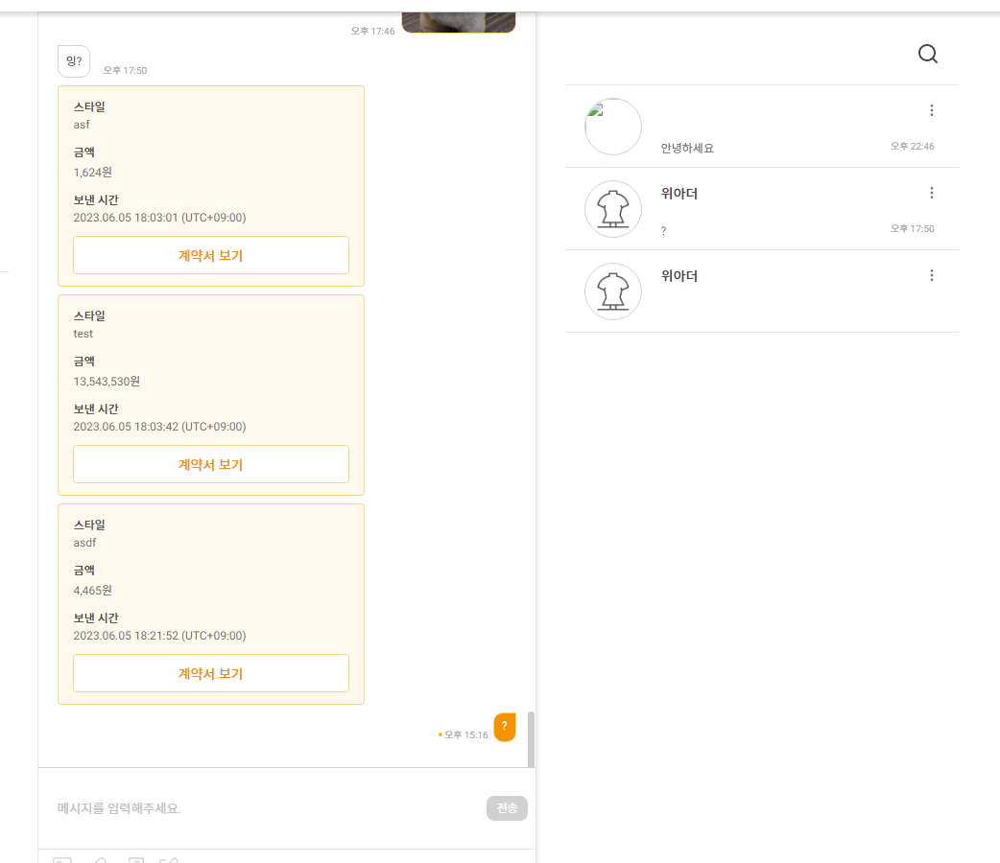 오후 17:46
잉?
오후 17:50
스타일
asf
금액
1,624원
보낸 시간
2023.06.05 18:03:01 (UTC+09:00)
계약서 보기
스타일
test
금액
13,543,530원
보낸 시간
2023.06.05 18:03:42 (UTC+09:00)
계약서 보기
스타일
asdf
금액
4,465원
보낸 시간
2023.06.05 18:21:52 (UTC+09:00)
계약서 보기
오후 15:16
?
메시지를 입력해주세요.
전송
안녕하세요
오후 22:46
위아더
?
오후 17:50
위아더